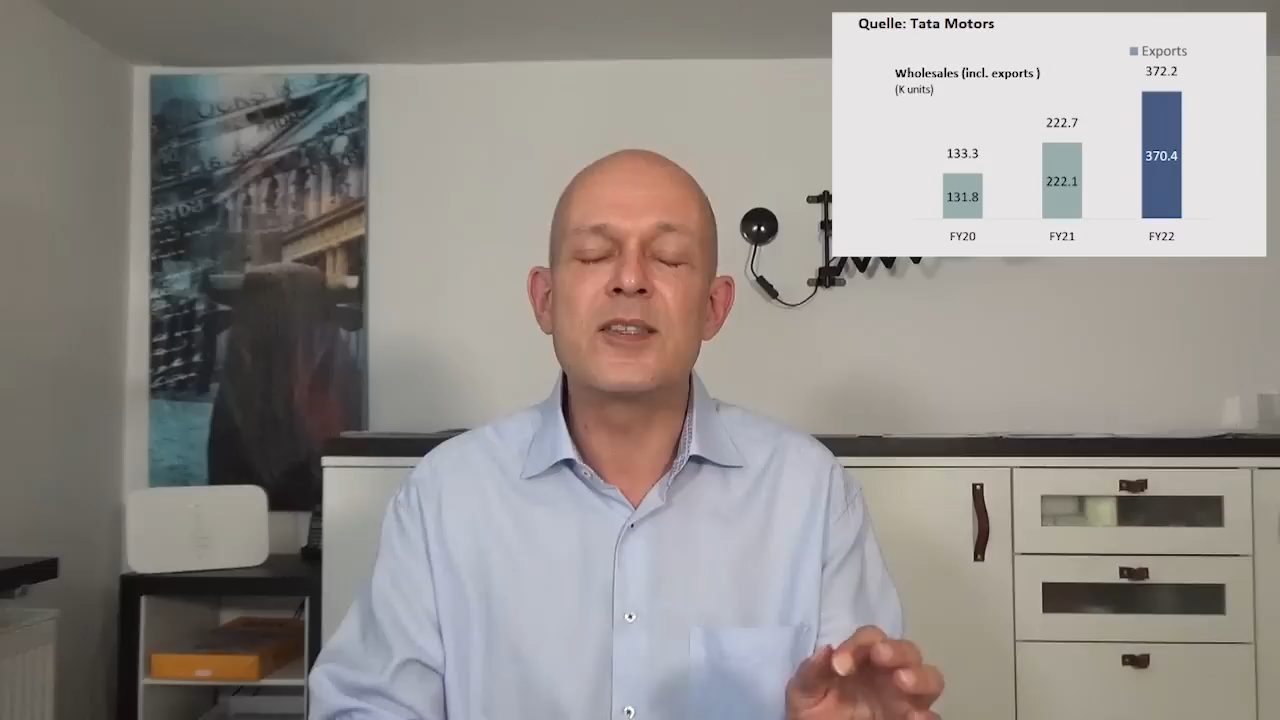 Quelle: Tata Motors
Exports
Wholesales (incl. exports )
(K units)
372.2
222.7
133.3
370.4
222.1
131.8
FY20
FY21
FY22